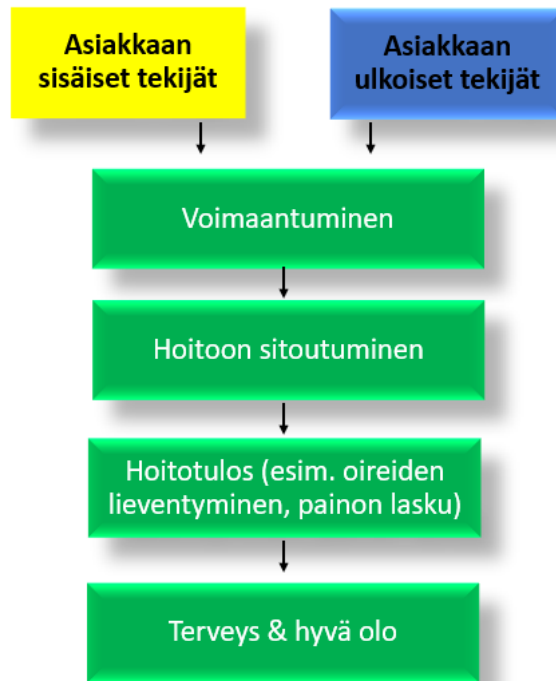 Asiakkaan
sisäiset tekijät
Asiakkaan
ulkoiset tekijät
Voimaantuminen
Hoitoon sitoutuminen
Hoitotulos (esim. oireiden
lieventyminen, painon lasku)
Terveys & hyvä olo